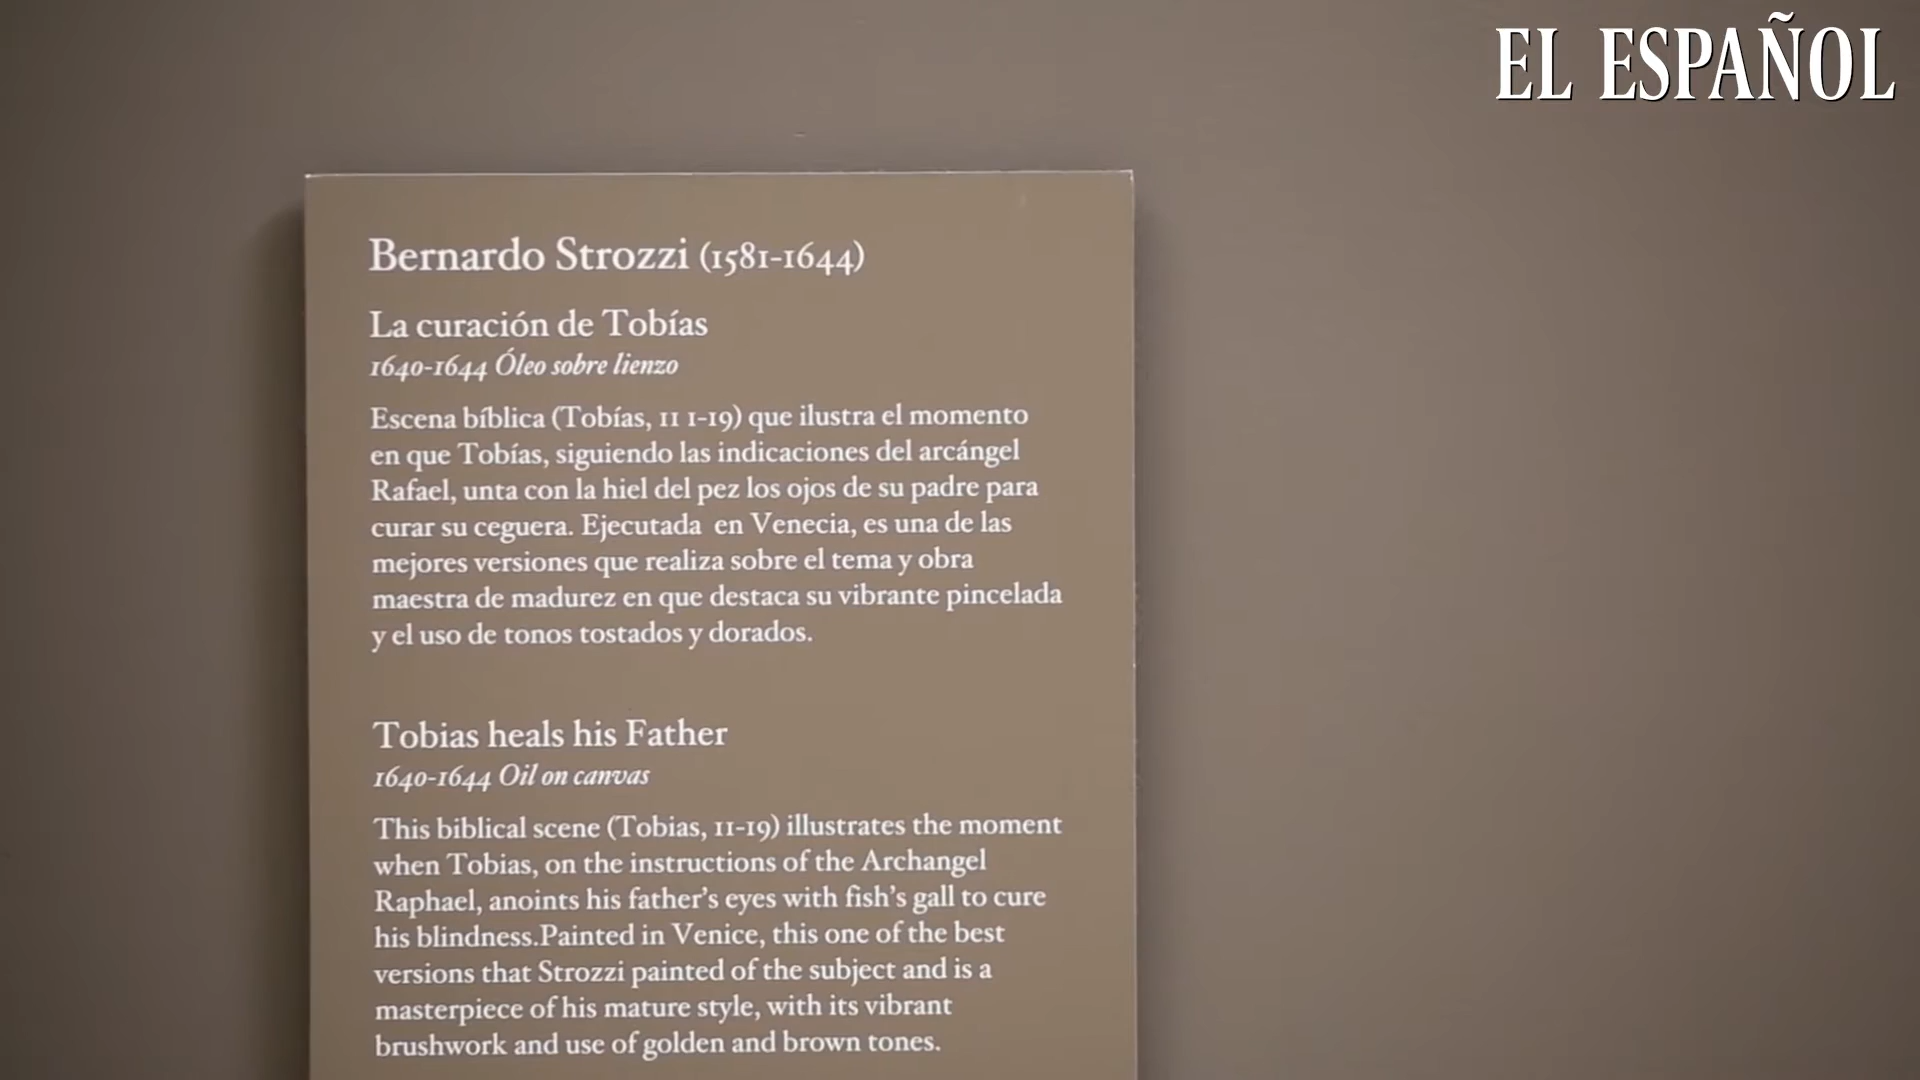 EL ESPAÑOL
Bernardo Strozzi (1581-1644)
La curación de Tobías
1640-1644 Óleo sobre lienzo
Escena bíblica (Tobías, 11 1-19) que ilustra el momento
en que Tobías, siguiendo las indicaciones del arcángel
Rafael, unta con la hiel del pez los ojos de su padre para
curar su ceguera. Ejecutada en Venecia, es una de las
mejores versiones que realiza sobre el tema y obra
maestra de madurez en que destaca su vibrante pincelada
y el uso de tonos tostados y dorados.
Tobias heals his Father
1640-1644 Oil on canvas
This biblical scene (Tobias, 11-19) illustrates the moment
when Tobias, on the instructions of the Archangel
Raphael, anoints his father's eyes with fish's gall to cure
his blindness.Painted in Venice, this one of the best
versions that Strozzi painted of the subject and is a
masterpiece of his mature style, with its vibrant
brushwork and use of golden and brown tones.